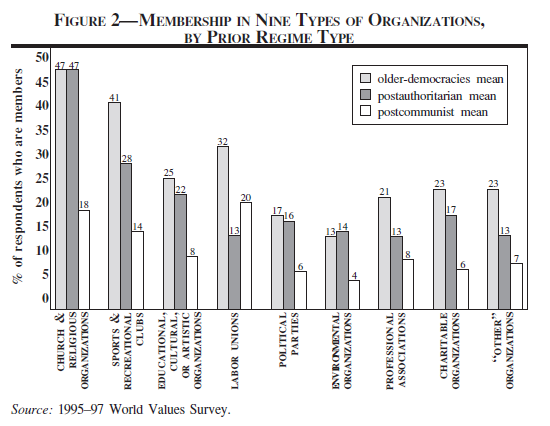 FIGURE 2—MEMBERSHIP IN NINE TYPES OF ORGANIZATIONS,
BY PRIOR REGIME TYPE
% of respondents who are members
50
45
40
35
30
25
20
15
10
5
0
older-democracies mean
postauthoritarian mean
postcommunist mean
47 47 18
41 28 14
25 22 8
32 13 20
17 16 6
13 14 4
21 13 8
23 17 6
23 13 7
CHURCH &
RELIGIOUS
ORGANIZATIONS
SPORTS &
RECREATIONAL
CLUBS
EDUCATIONAL,
CULTURAL,
OR ARTISTIC
ORGANIZATIONS
LABOR UNIONS
POLITICAL
PARTIES
ENVIRONMENTAL
ORGANIZATIONS
PROFESSIONAL
ASSOCIATIONS
CHARITABLE
ORGANIZATIONS
"OTHER"
ORGANIZATIONS
Source: 1995–97 World Values Survey.